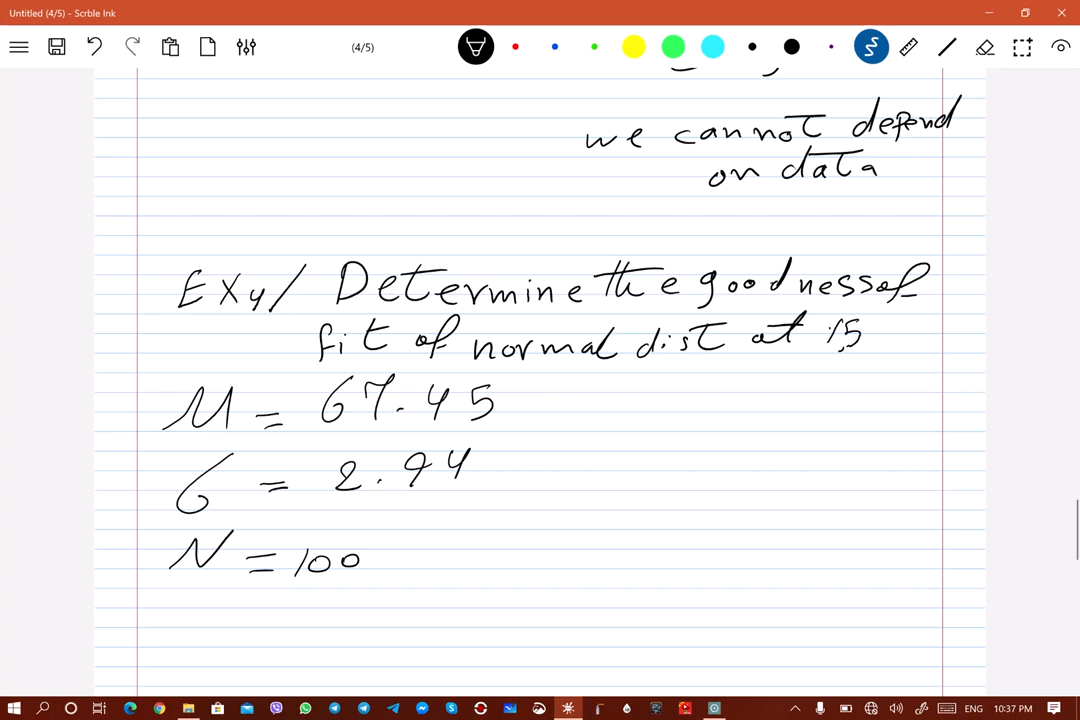 Untitled (4/5) - Scrble Ink
(4/5)
we cannot depend
on data
EX4/ Determine the goodness of
fit of normal dist at %5
M = 67.45
σ = 2.94
N = 100
ENG 10:37 PM